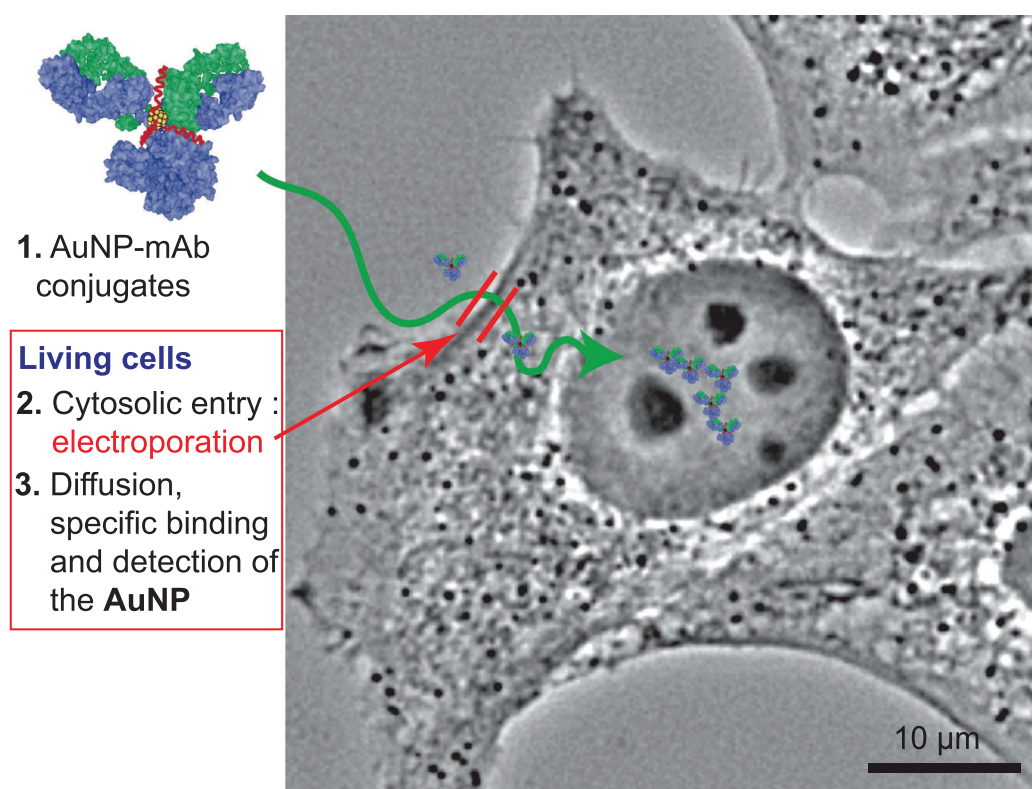 1. AuNP-mAb
conjugates
Living cells
2. Cytosolic entry :
electroporation
3. Diffusion,
specific binding
and detection of
the AuNP
10 µm